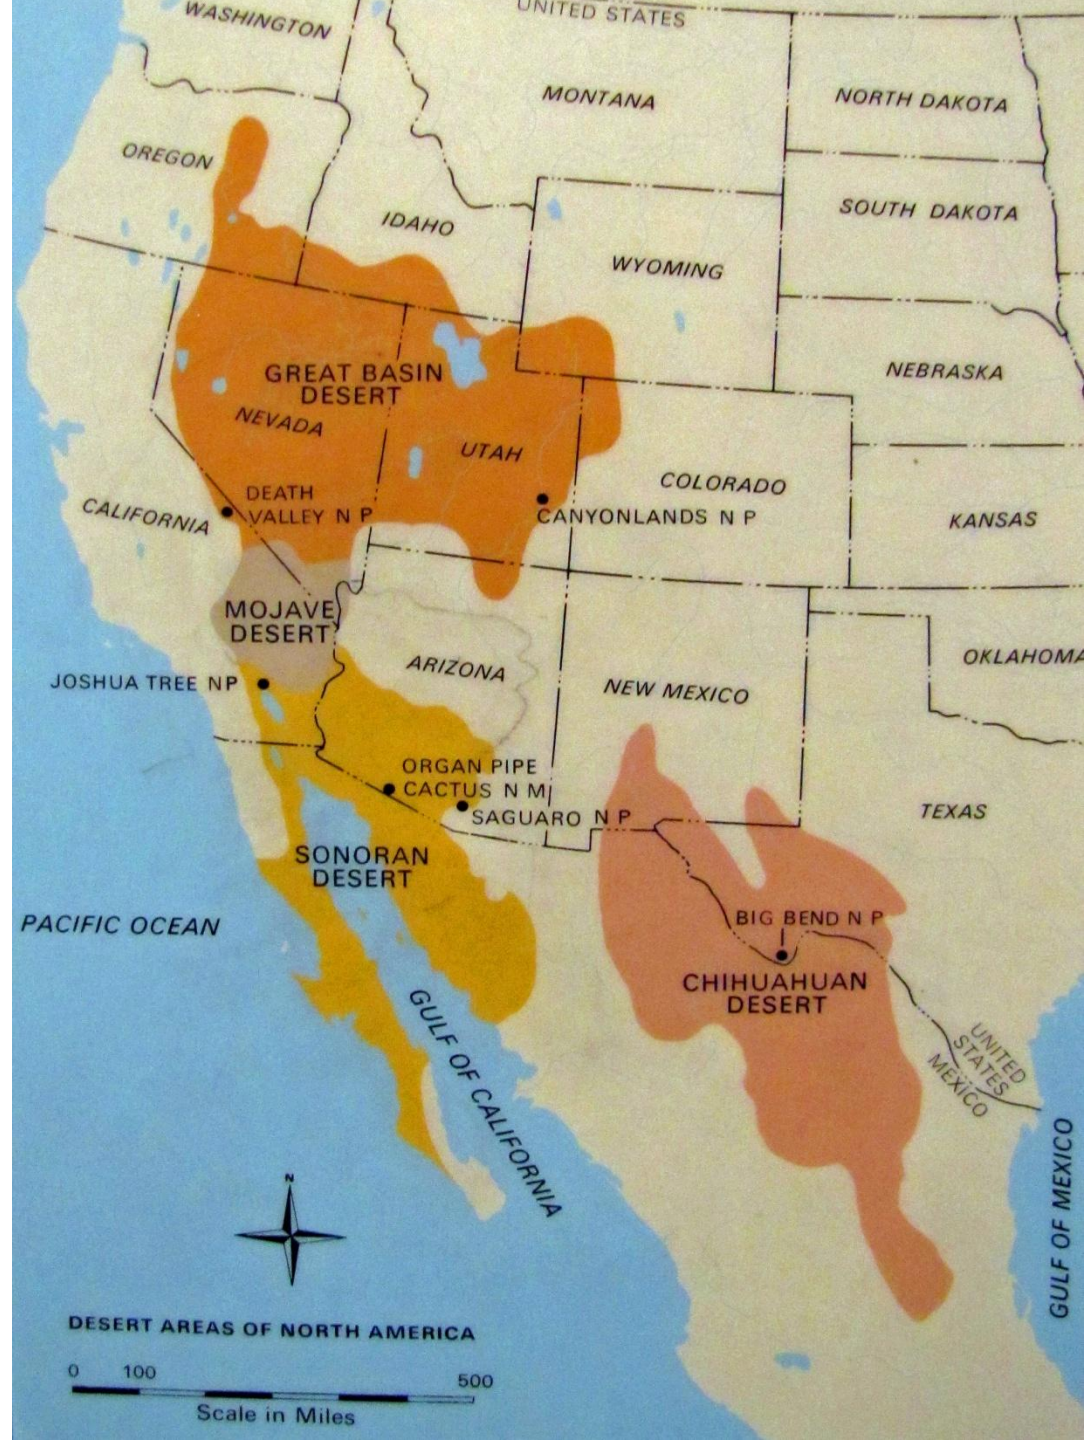 WASHINGTON
UNITED STATES
MONTANA
NORTH DAKOTA
OREGON
IDAHO
SOUTH DAKOTA
WYOMING
GREAT BASIN
DESERT
NEBRASKA
NEVADA
UTAH
COLORADO
CALIFORNIA
DEATH
VALLEY N P
CANYONLANDS N P
KANSAS
MOJAVE
DESERT
JOSHUA TREE NP
ARIZONA
NEW MEXICO
OKLAHOMA
ORGAN PIPE
CACTUS N M
SAGUARO N P
TEXAS
SONORAN
DESERT
PACIFIC OCEAN
BIG BEND N P
CHIHUAHUAN
DESERT
GULF OF CALIFORNIA
UNITED
STATES
MEXICO
GULF OF MEXICO
N
DESERT AREAS OF NORTH AMERICA
0 100 500
Scale in Miles